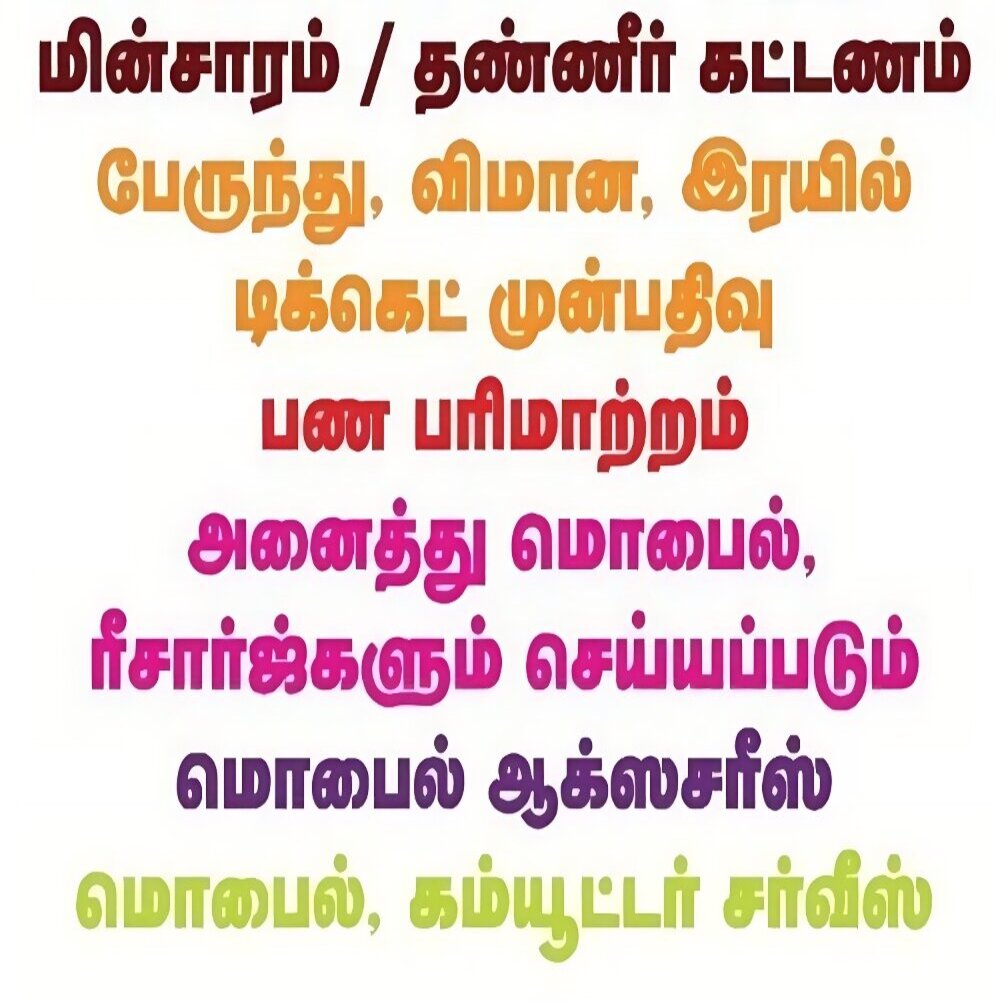 மின்சாரம் / தண்ணீர் கட்டணம்
பேருந்து, விமான, இரயில்
டிக்கெட் முன்பதிவு
பண பரிமாற்றம்
அனைத்து மொபைல்,
ரீசார்ஜ்களும் செய்யப்படும்
மொபைல் ஆக்ஸசரீஸ்
மொபைல், கம்யூட்டர் சர்வீஸ்